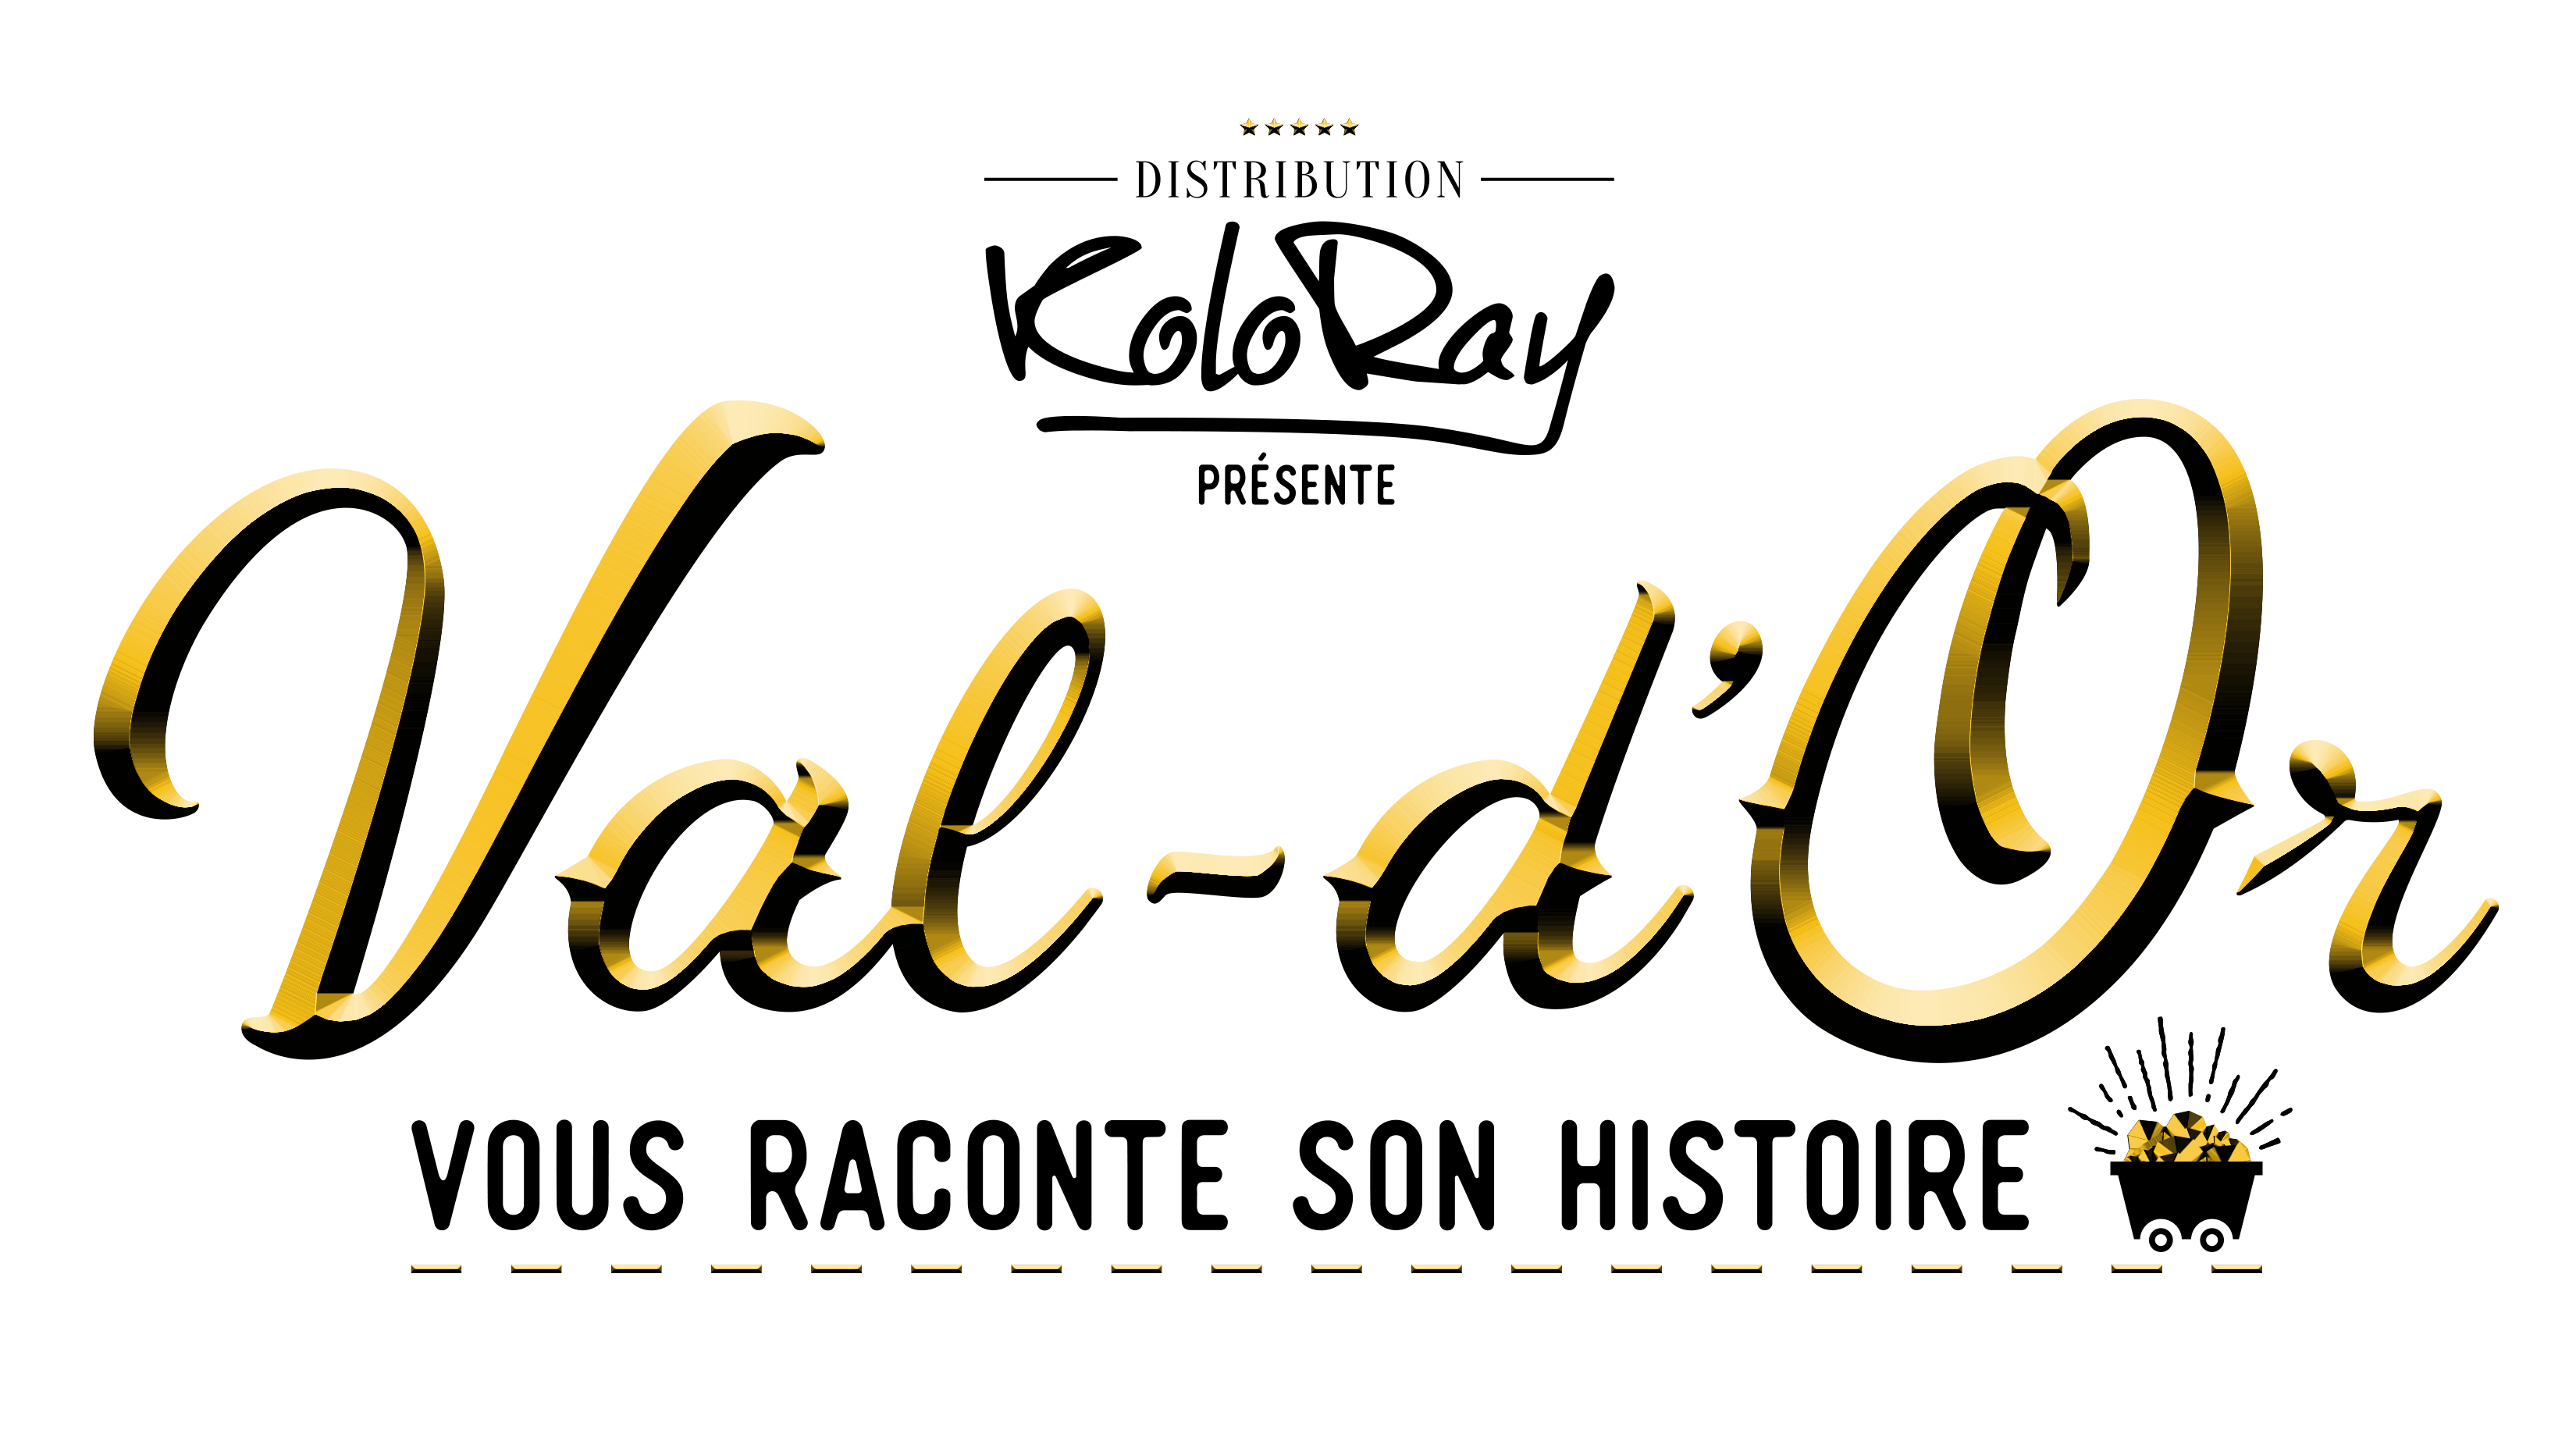 DISTRIBUTION
KoloRay
PRÉSENTE
Val-d'Or
VOUS RACONTE SON HISTOIRE